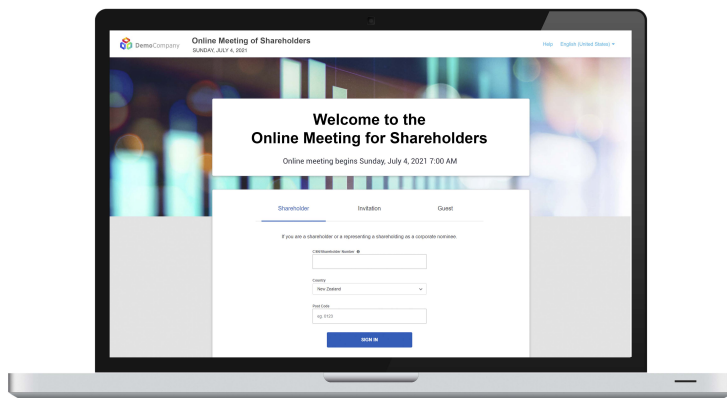 DemoCompany
Online Meeting of Shareholders
SUNDAY, JULY 4, 2021
Help English (United States)
Welcome to the
Online Meeting for Shareholders
Online meeting begins Sunday, July 4, 2021 7:00 AM
Shareholder Invitation Guest
If you are a shareholder or a representing a shareholding as a corporate nominee.
CSN/Shareholder Number
Country
New Zealand
Post Code
eg. 0120
SIGN IN